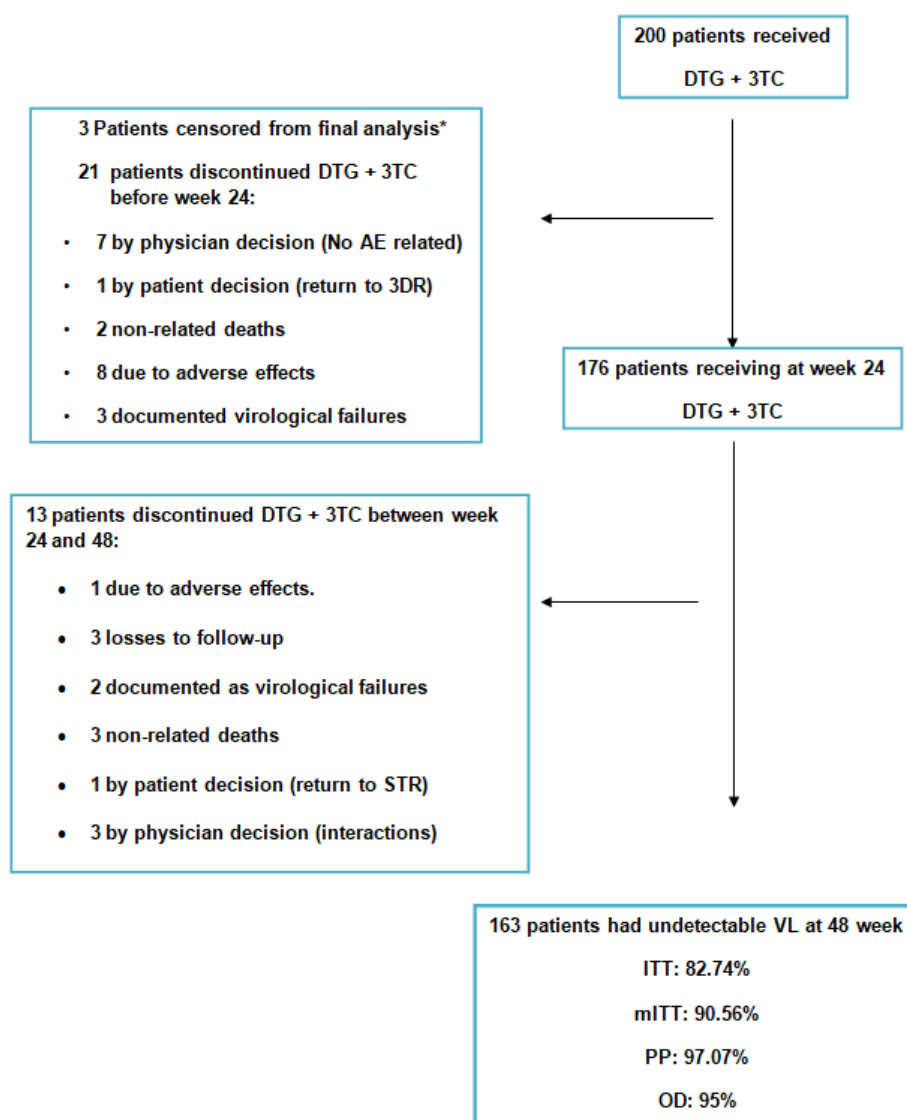 200 patients received
DTG + 3TC
3 Patients censored from final analysis*
21 patients discontinued DTG + 3TC
before week 24:
• 7 by physician decision (No AE related)
• 1 by patient decision (return to 3DR)
• 2 non-related deaths
• 8 due to adverse effects
• 3 documented virological failures
176 patients receiving at week 24
DTG + 3TC
13 patients discontinued DTG + 3TC between week
24 and 48:
• 1 due to adverse effects.
• 3 losses to follow-up
• 2 documented as virological failures
• 3 non-related deaths
• 1 by patient decision (return to STR)
• 3 by physician decision (interactions)
163 patients had undetectable VL at 48 week
ITT: 82.74%
mITT: 90.56%
PP: 97.07%
OD: 95%